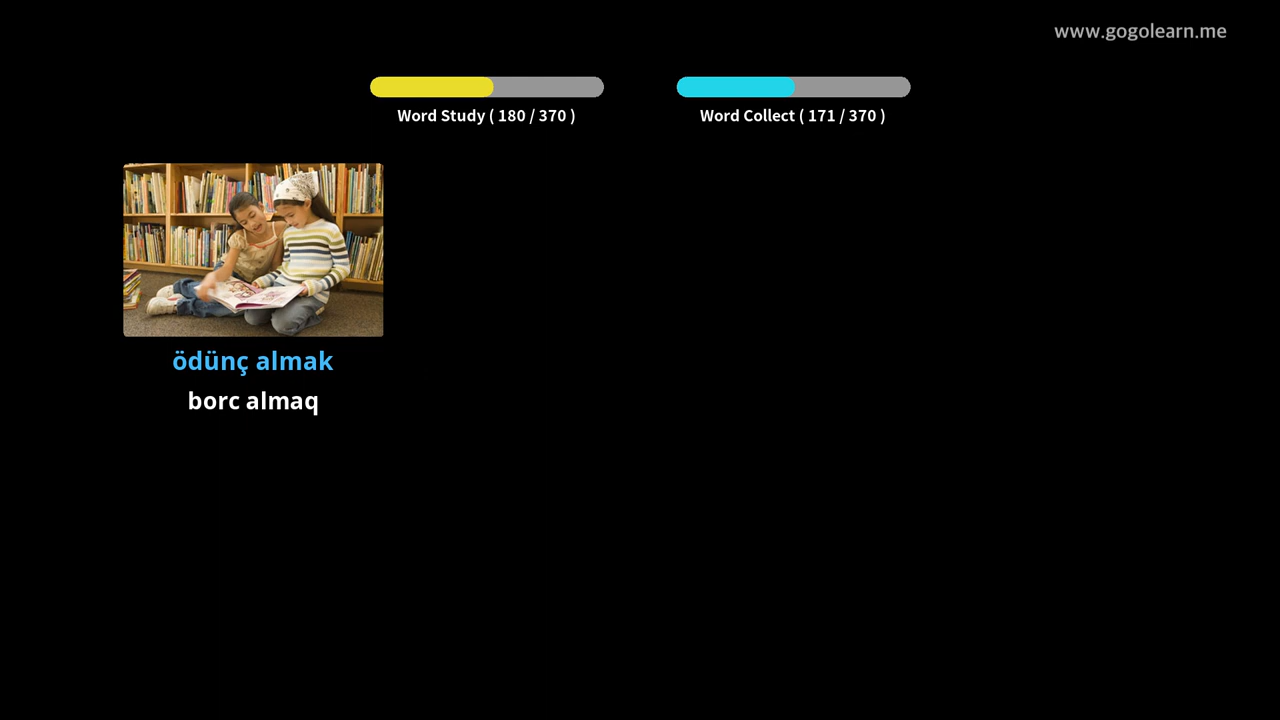 www.gogolearn.me
Word Study ( 180 / 370 )
Word Collect ( 171 / 370 )
ödünç almak
borc almaq